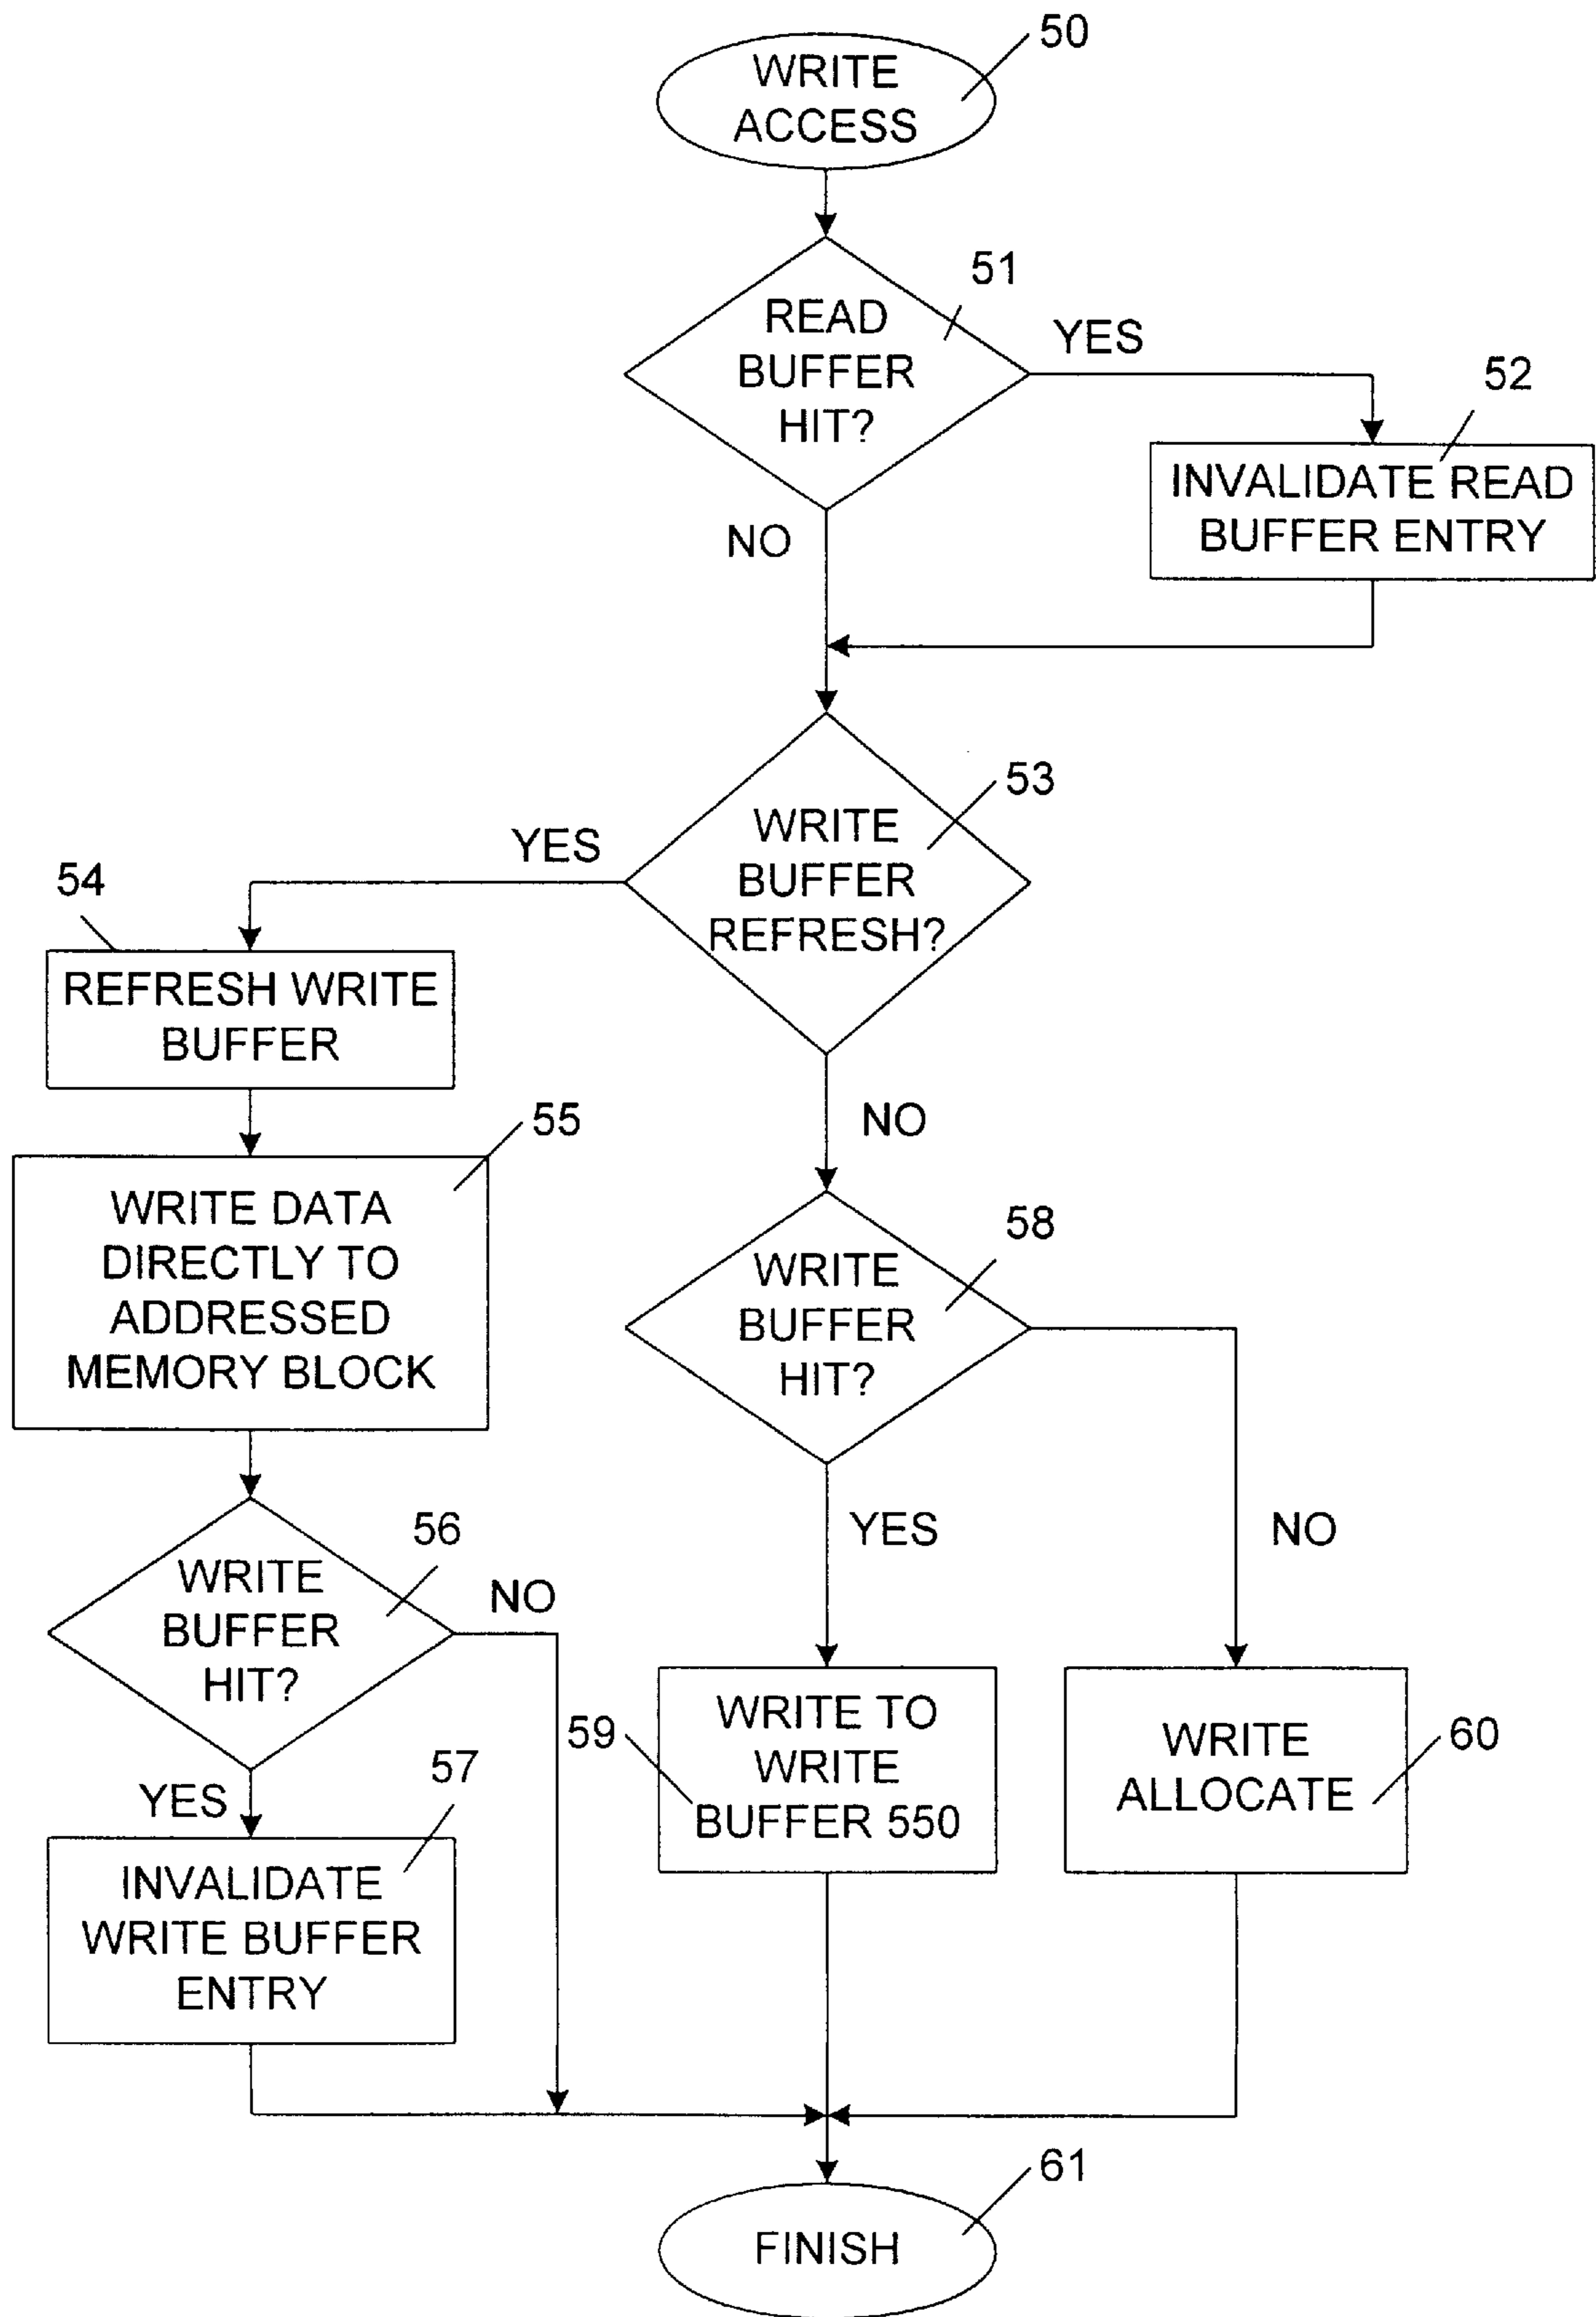 50
WRITE
ACCESS
51
READ
BUFFER
HIT?
YES
NO
52
INVALIDATE READ
BUFFER ENTRY
53
WRITE
BUFFER
REFRESH?
YES
NO
54
REFRESH WRITE
BUFFER
55
WRITE DATA
DIRECTLY TO
ADDRESSED
MEMORY BLOCK
56
WRITE
BUFFER
HIT?
NO
YES
57
INVALIDATE
WRITE BUFFER
ENTRY
58
WRITE
BUFFER
HIT?
YES
NO
59
WRITE TO
WRITE
BUFFER 550
60
WRITE
ALLOCATE
61
FINISH